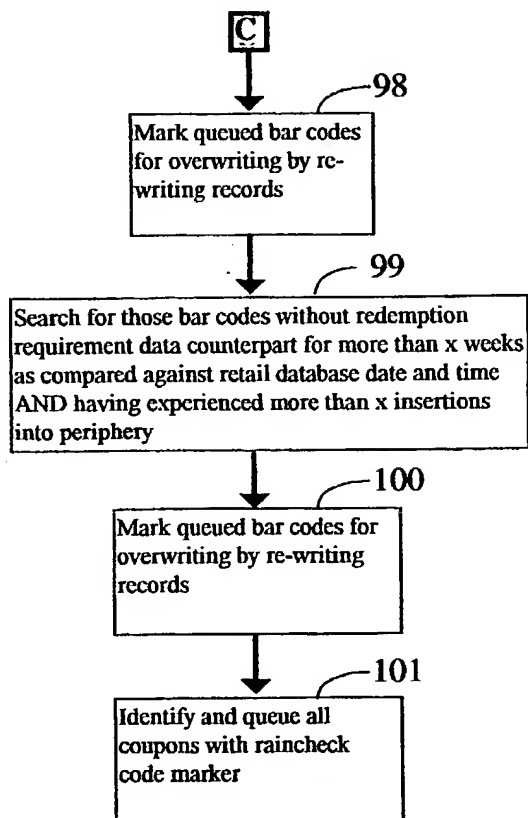 C
98
Mark queued bar codes
for overwriting by re-
writing records
99
Search for those bar codes without redemption
requirement data counterpart for more than x weeks
as compared against retail database date and time
AND having experienced more than x insertions
into periphery
100
Mark queued bar codes for
overwriting by re-writing
records
101
Identify and queue all
coupons with raincheck
code marker